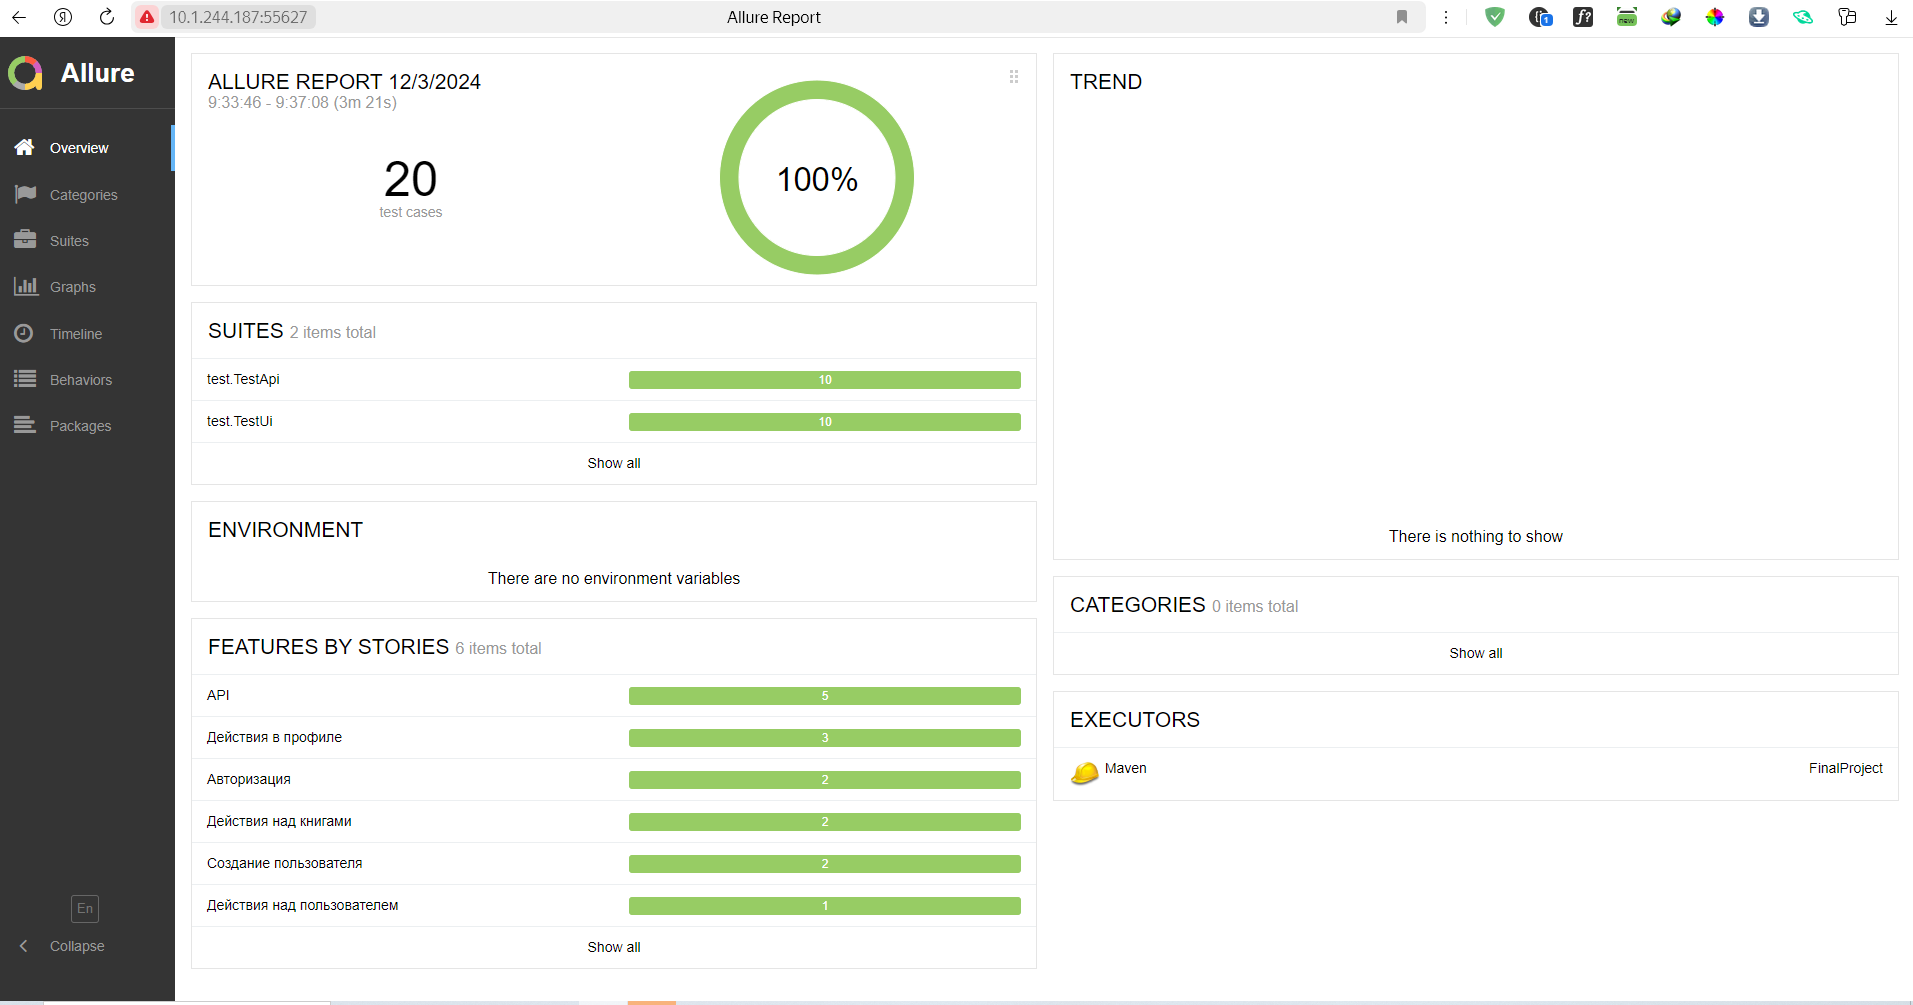 10.1.244.187:55627
Allure Report
Allure
Overview
Categories
Suites
Graphs
Timeline
Behaviors
Packages
En
Collapse
ALLURE REPORT 12/3/2024
9:33:46 - 9:37:08 (3m 21s)
20
test cases
100%
SUITES 2 items total
test.TestApi 10
test.TestUi 10
Show all
ENVIRONMENT
There are no environment variables
FEATURES BY STORIES 6 items total
API 5
Действия в профиле 3
Авторизация 2
Действия над книгами 2
Создание пользователя 2
Действия над пользователем 1
Show all
TREND
There is nothing to show
CATEGORIES 0 items total
Show all
EXECUTORS
Maven FinalProject